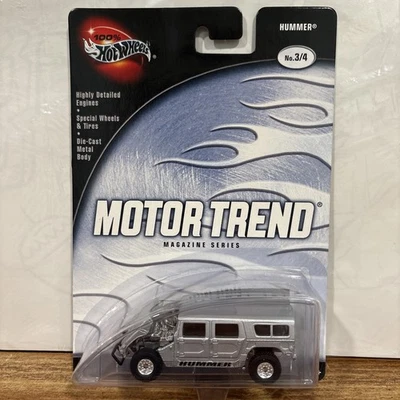 100%
Hot Wheels
HUMMER®
No.3/4
Highly Detailed
Engines
•
Special Wheels
& Tires
•
Die-Cast
Metal
Body
MOTOR TREND®
MAGAZINE SERIES
HUMMER